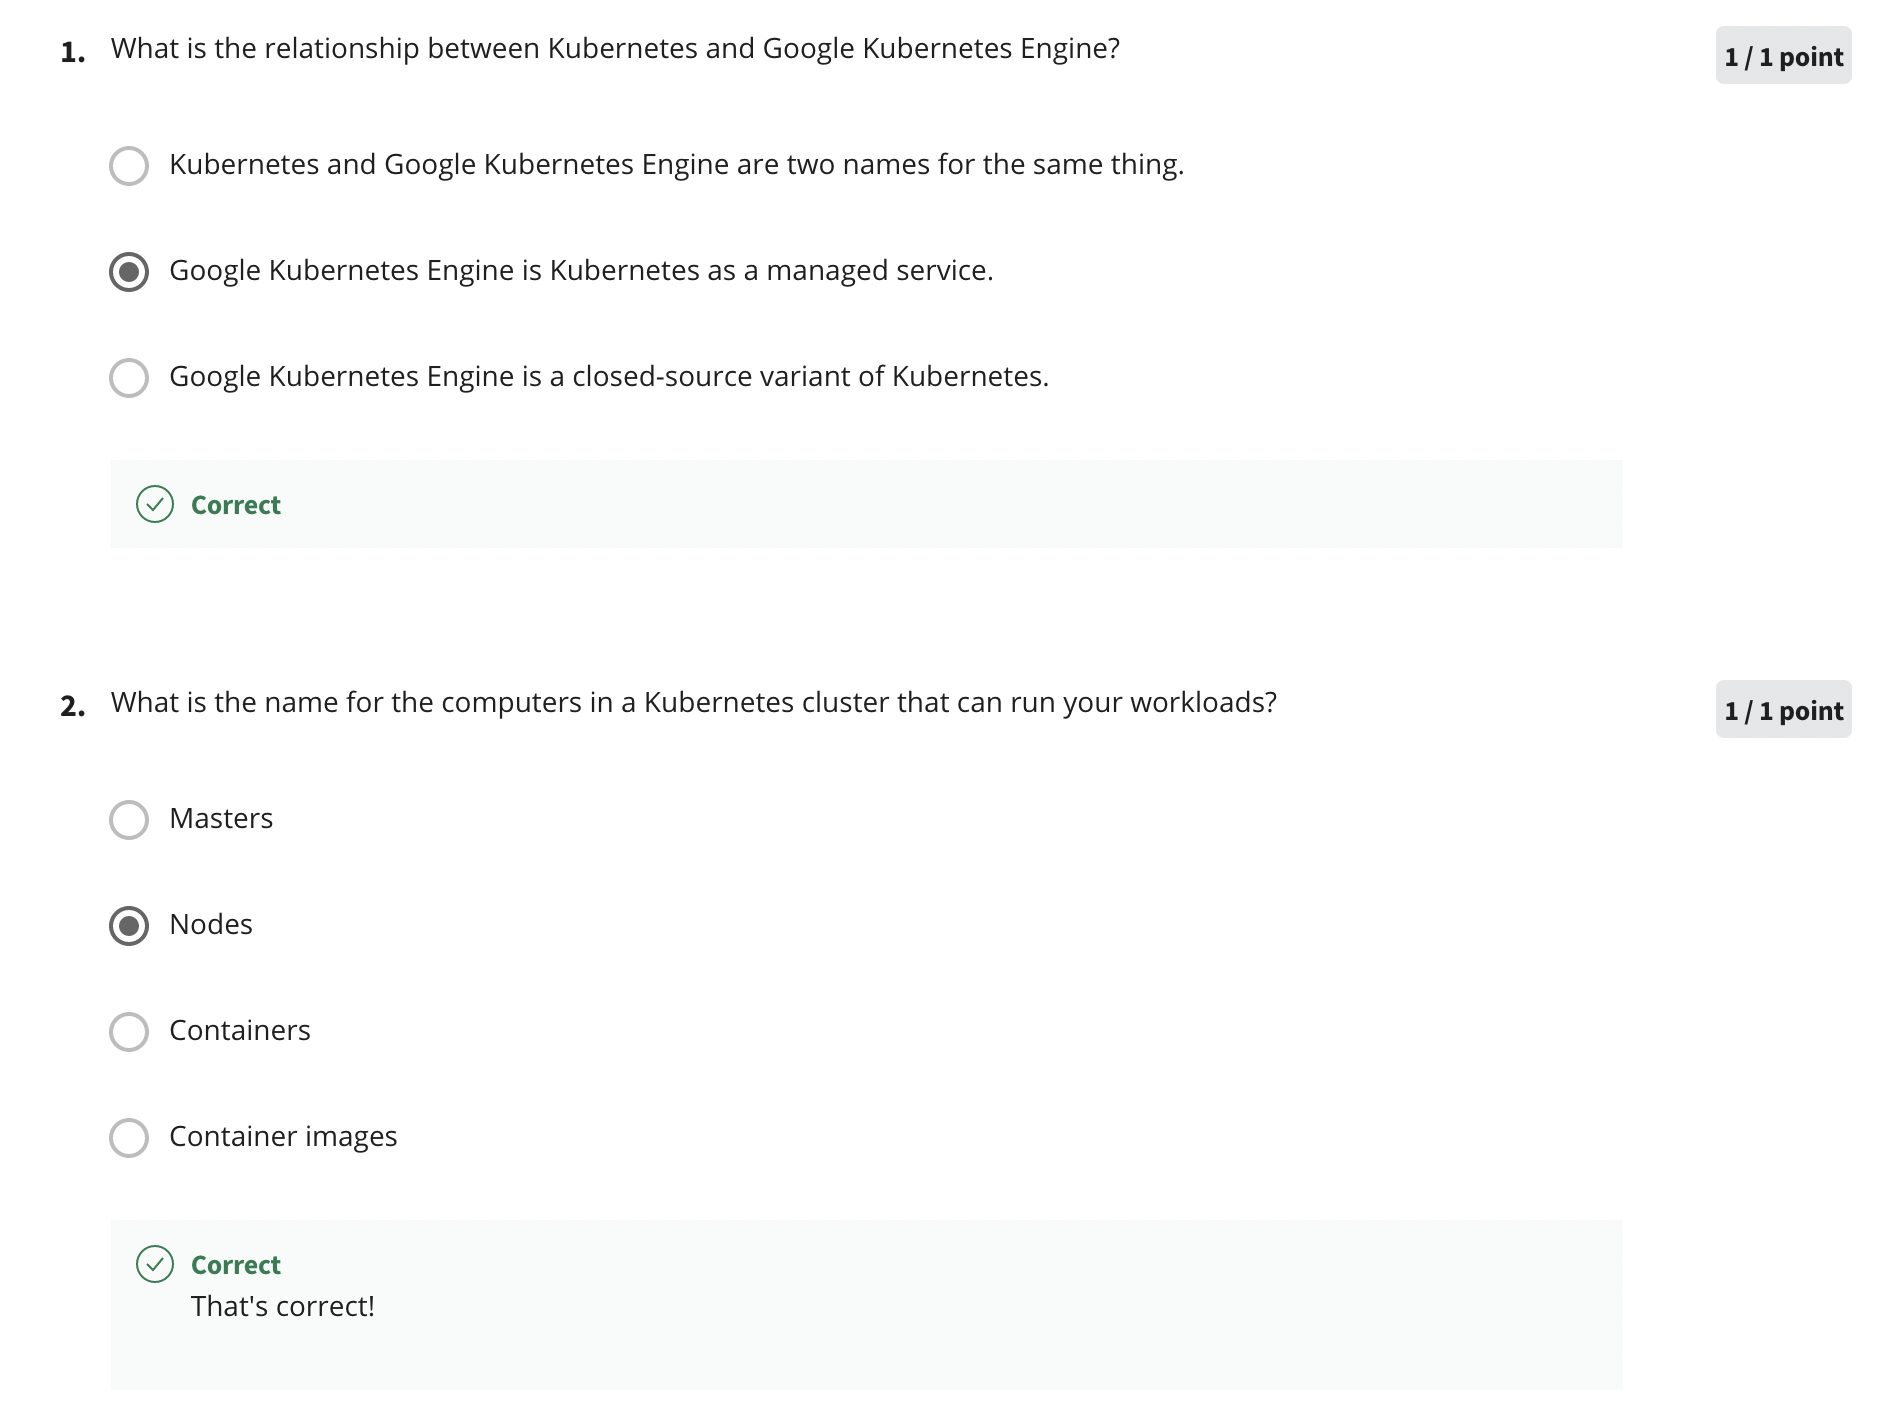 1. What is the relationship between Kubernetes and Google Kubernetes Engine?
1 / 1 point
Kubernetes and Google Kubernetes Engine are two names for the same thing.
Google Kubernetes Engine is Kubernetes as a managed service.
Google Kubernetes Engine is a closed-source variant of Kubernetes.
Correct
2. What is the name for the computers in a Kubernetes cluster that can run your workloads?
1 / 1 point
Masters
Nodes
Containers
Container images
Correct
That's correct!